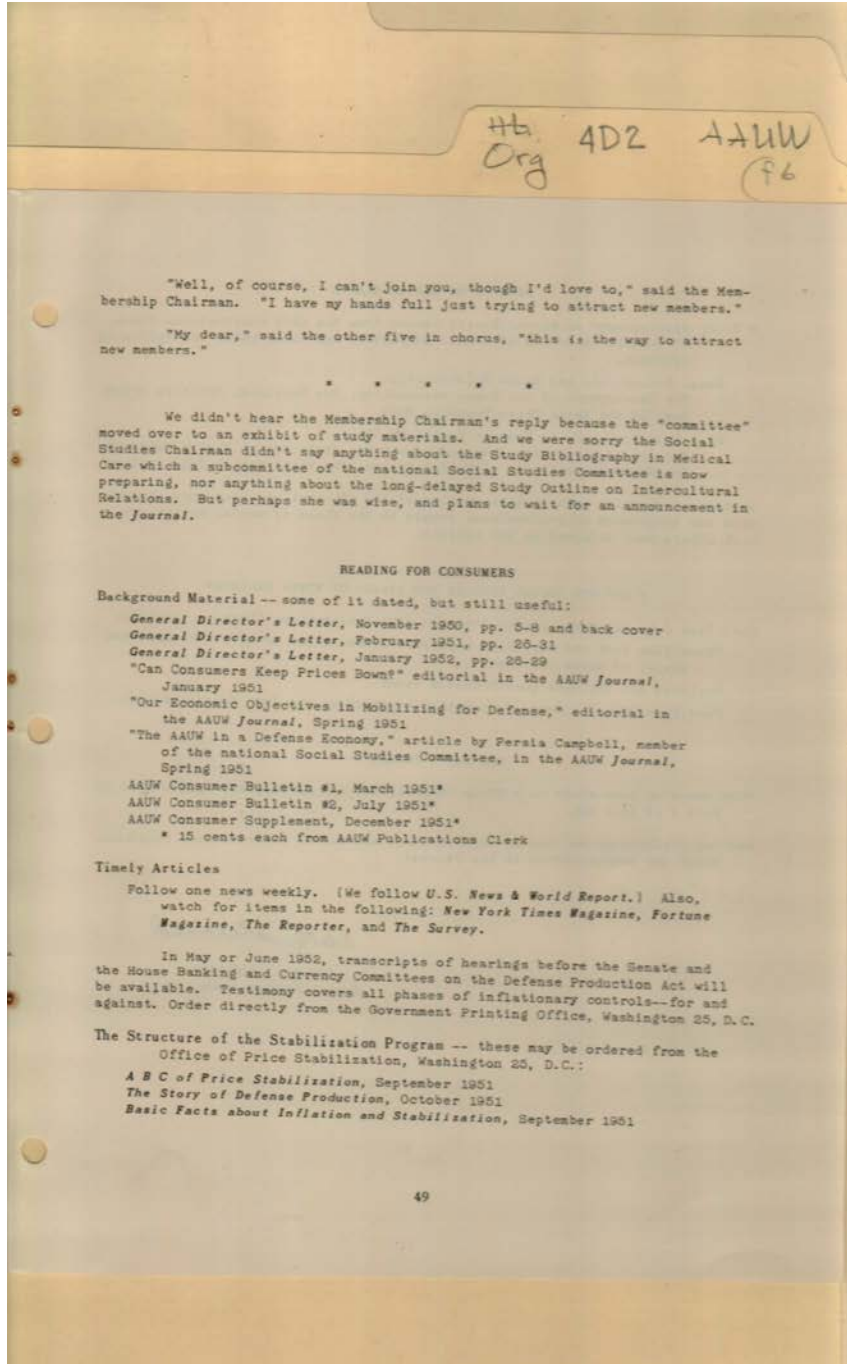 Org 4D2 AAUW
"Well, of course, I can't join you, though I'd love to," said the Mem-
bership Chairman. "I have my hands full just trying to attract new members."
"My dear," said the other five in chorus, "this is the way to attract
new members."
* * * * *
We didn't hear the Membership Chairman's reply because the "committee"
moved over to an exhibit of study materials. And we were sorry the Social
Studies Chairman didn't say anything about the Study Bibliography in Medical
Care which a subcommittee of the national Social Studies Committee is now
preparing, nor anything about the long-delayed Study Outline on Intercultural
Relations. But perhaps she was wise, and plans to wait for an announcement in
the Journal.
READING FOR CONSUMERS
Background Material -- some of it dated, but still useful:
General Director's Letter, November 1950, pp. 5-8 and back cover
General Director's Letter, February 1951, pp. 26-31
General Director's Letter, January 1952, pp. 26-29
"Can Consumers Keep Prices Down?" editorial in the AAUW Journal,
January 1951
"Our Economic Objectives in Mobilizing for Defense," editorial in
the AAUW Journal, Spring 1951
"The AAUW in a Defense Economy," article by Persia Campbell, member
of the national Social Studies Committee, in the AAUW Journal,
Spring 1951
AAUW Consumer Bulletin #1, March 1951*
AAUW Consumer Bulletin #2, July 1951*
AAUW Consumer Supplement, December 1951*
* 15 cents each from AAUW Publications Clerk
Timely Articles
Follow one news weekly. (We follow U.S. News & World Report.) Also,
watch for items in the following: New York Times Magazine, Fortune
Magazine, The Reporter, and The Survey.
In May or June 1952, transcripts of hearings before the Senate and
the House Banking and Currency Committees on the Defense Production Act will
be available. Testimony covers all phases of inflationary controls--for and
against. Order directly from the Government Printing Office, Washington 25, D.C.
The Structure of the Stabilization Program -- these may be ordered from the
Office of Price Stabilization, Washington 25, D.C.:
A B C of Price Stabilization, September 1951
The Story of Defense Production, October 1951
Basic Facts about Inflation and Stabilization, September 1951
49